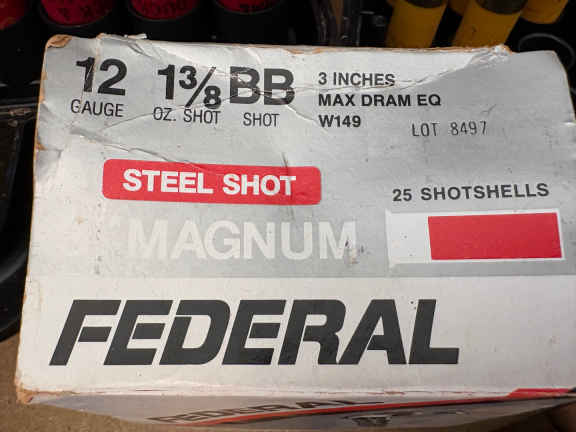 12 1 3/8 BB
GAUGE OZ. SHOT SHOT
3 INCHES
MAX DRAM EQ
W149
LOT 8497
STEEL SHOT
25 SHOTSHELLS
MAGNUM
FEDERAL
FEDERAL